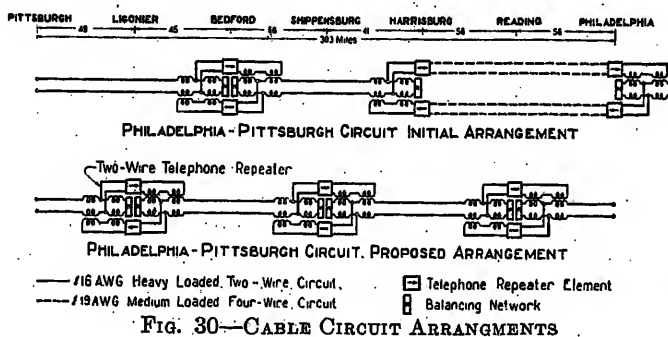 PITTSBURGH LIGONIER BEDFORD SHIPPENSBURG HARRISBURG READING PHILADELPHIA
49 45 56 41 56 56
303 Miles
PHILADELPHIA-PITTSBURGH CIRCUIT INITIAL ARRANGEMENT
Two-Wire Telephone Repeater
PHILADELPHIA-PITTSBURGH CIRCUIT. PROPOSED ARRANGEMENT
#16 AWG Heavy Loaded, Two-Wire, Circuit. Telephone Repeater Element
#19 AWG Medium Loaded Four-Wire, Circuit Balancing Network
FIG. 30—CABLE CIRCUIT ARRANGMENTS